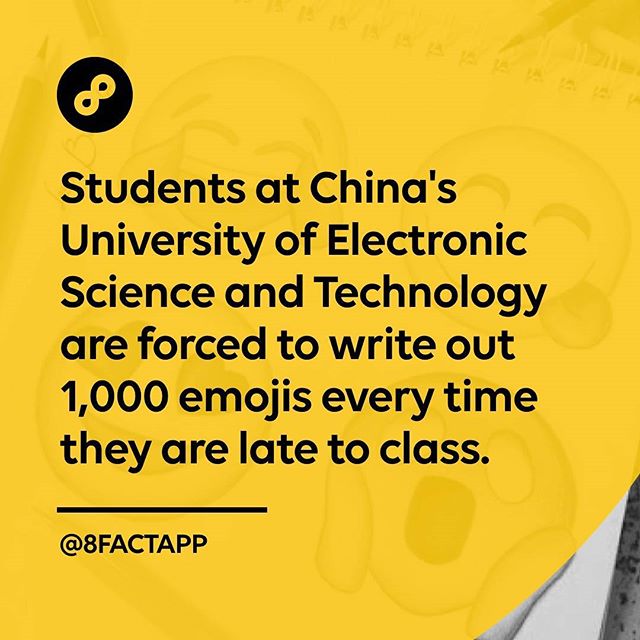 Students at China's
University of Electronic
Science and Technology
are forced to write out
1,000 emojis every time
they are late to class.
@8FACTAPP